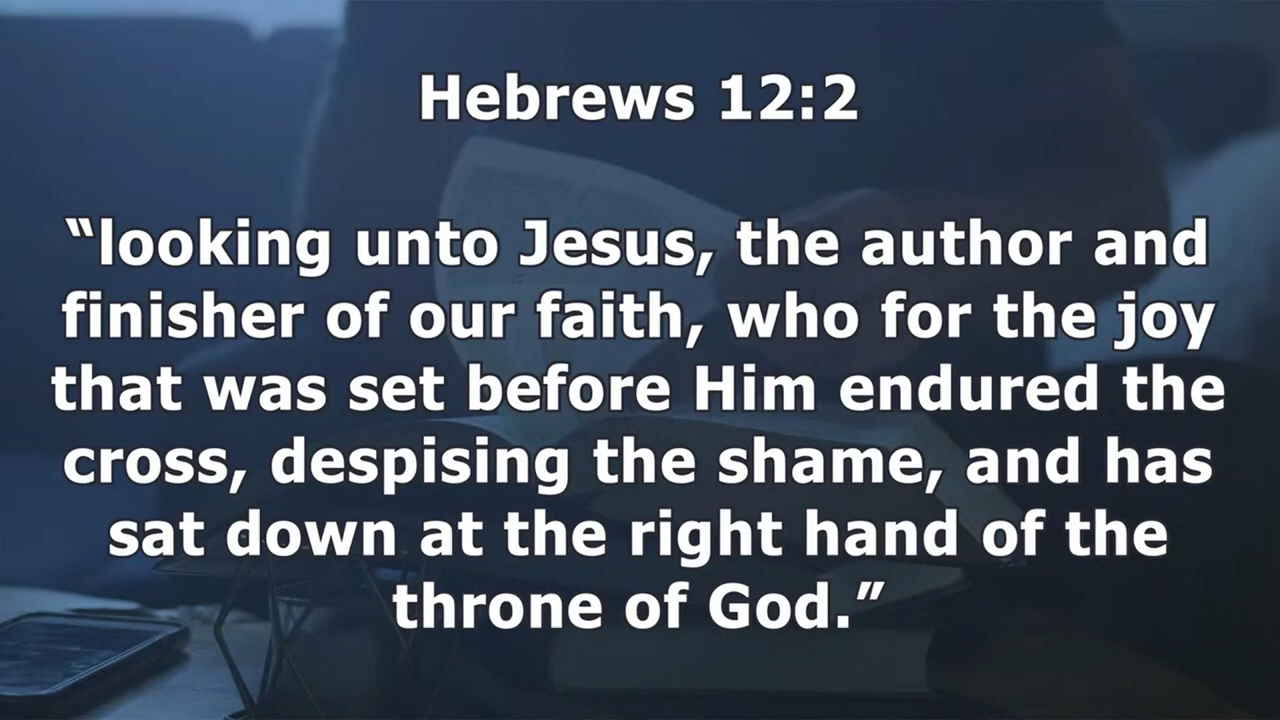 Hebrews 12:2
“looking unto Jesus, the author and
finisher of our faith, who for the joy
that was set before Him endured the
cross, despising the shame, and has
sat down at the right hand of the
throne of God.”